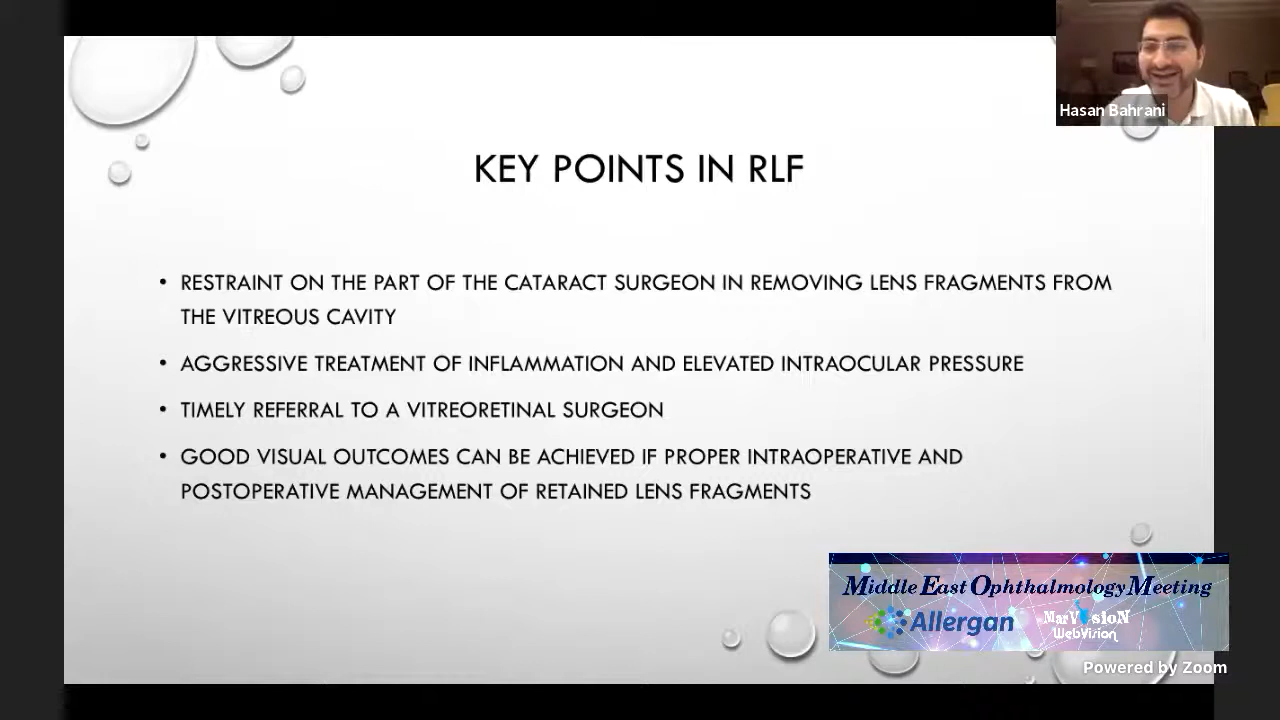 Hasan Bahrani
KEY POINTS IN RLF
• RESTRAINT ON THE PART OF THE CATARACT SURGEON IN REMOVING LENS FRAGMENTS FROM
THE VITREOUS CAVITY
• AGGRESSIVE TREATMENT OF INFLAMMATION AND ELEVATED INTRAOCULAR PRESSURE
• TIMELY REFERRAL TO A VITREORETINAL SURGEON
• GOOD VISUAL OUTCOMES CAN BE ACHIEVED IF PROPER INTRAOPERATIVE AND
POSTOPERATIVE MANAGEMENT OF RETAINED LENS FRAGMENTS
Middle East Ophthalmology Meeting
Allergan
MarVision
WebVision
Powered by Zoom